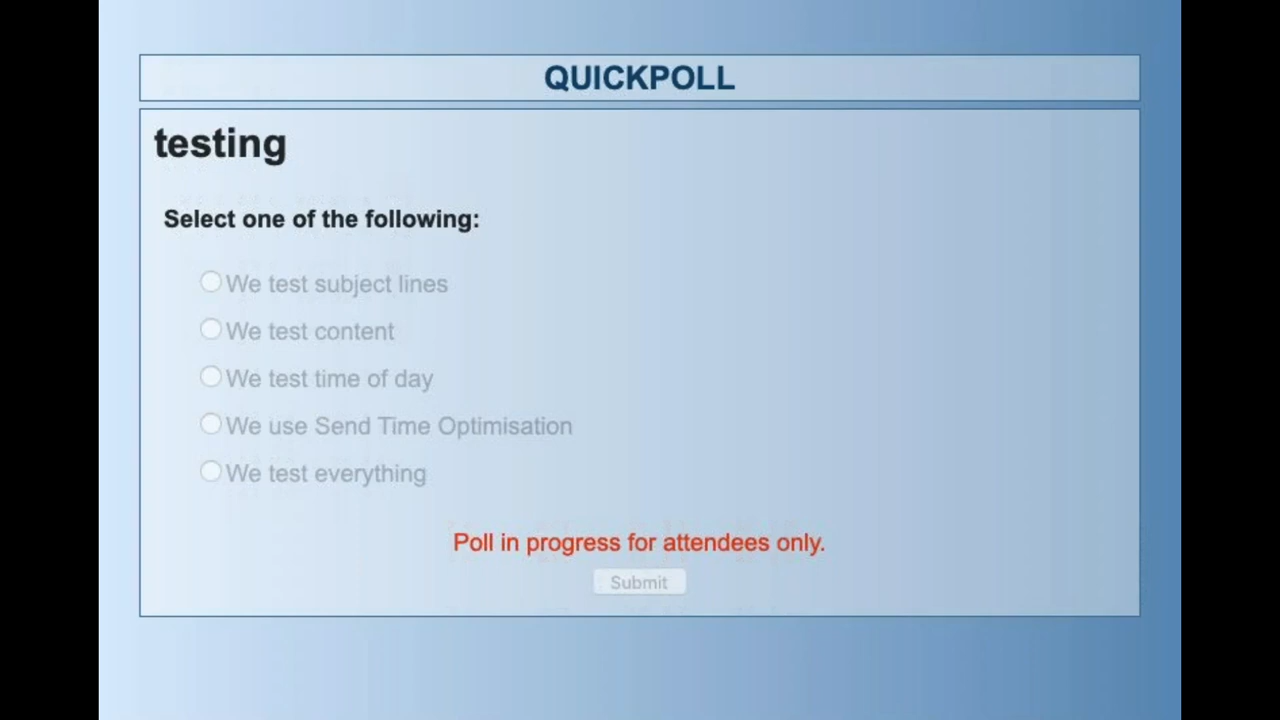 QUICKPOLL
testing
Select one of the following:
We test subject lines
We test content
We test time of day
We use Send Time Optimisation
We test everything
Poll in progress for attendees only.
Submit